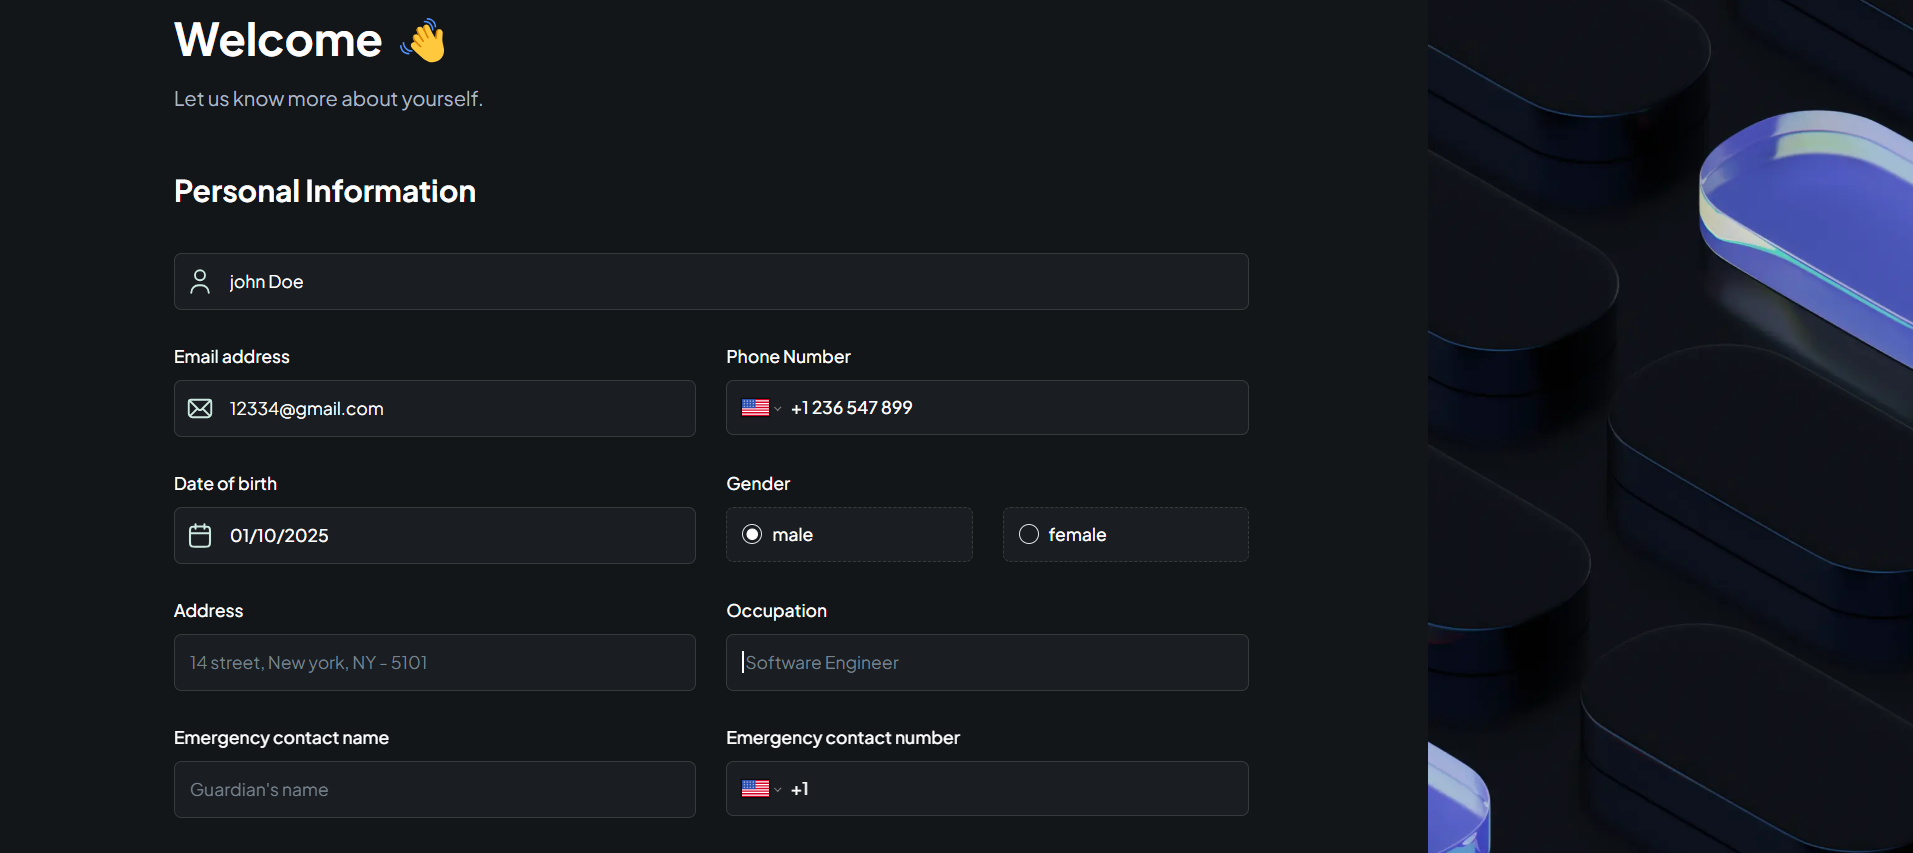 Welcome 👋
Let us know more about yourself.
Personal Information
john Doe
Email address
Phone Number
12334@gmail.com
+1 236 547 899
Date of birth
Gender
01/10/2025
male
female
Address
Occupation
14 street, New york, NY - 5101
Software Engineer
Emergency contact name
Emergency contact number
Guardian's name
+1